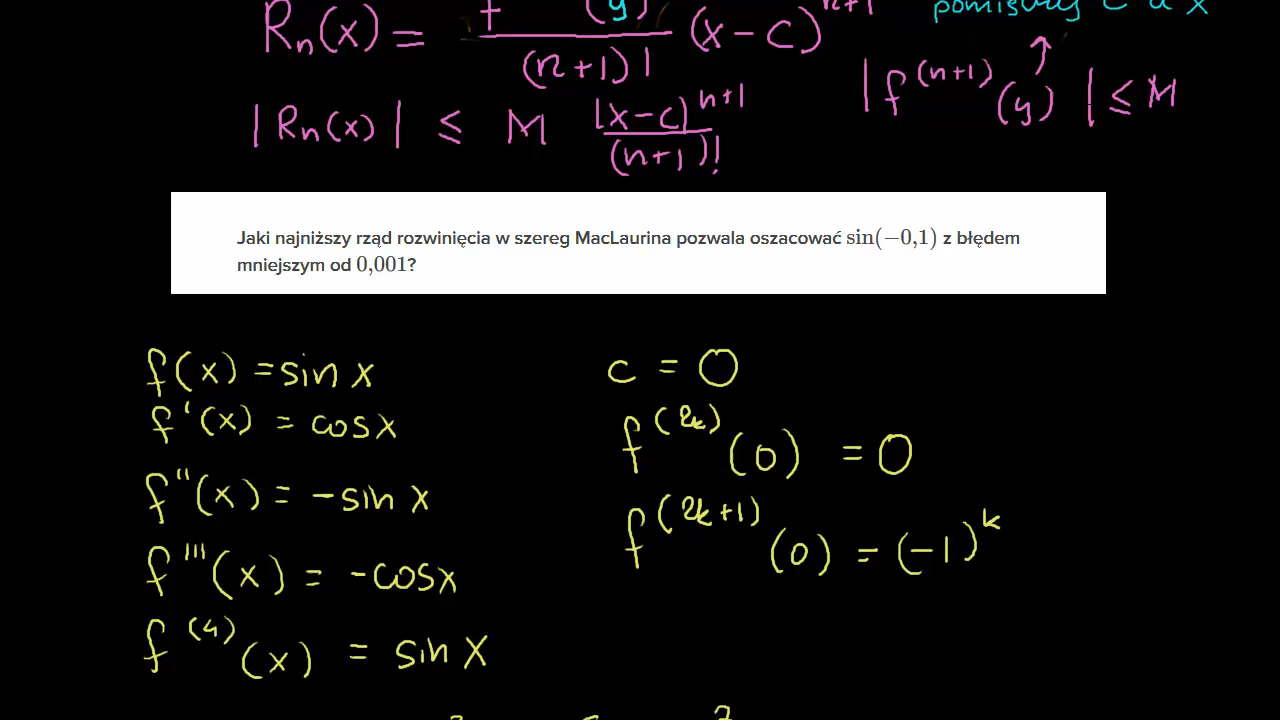 Rn(x) = f (y) / (n+1)! (x-c)^n+1 pomiędzy c a x
|Rn(x)| ≤ M |x-c|^n+1 / (n+1)! |f^(n+1) (y)| ≤ M
Jaki najniższy rząd rozwinięcia w szereg MacLaurina pozwala oszacować sin(−0,1) z błędem
mniejszym od 0,001?
f(x) = sin x c = 0
f'(x) = cos x f^(2k) (0) = 0
f''(x) = -sin x f^(2k+1) (0) = (-1)^k
f'''(x) = -cosx
f^(4) (x) = sin x